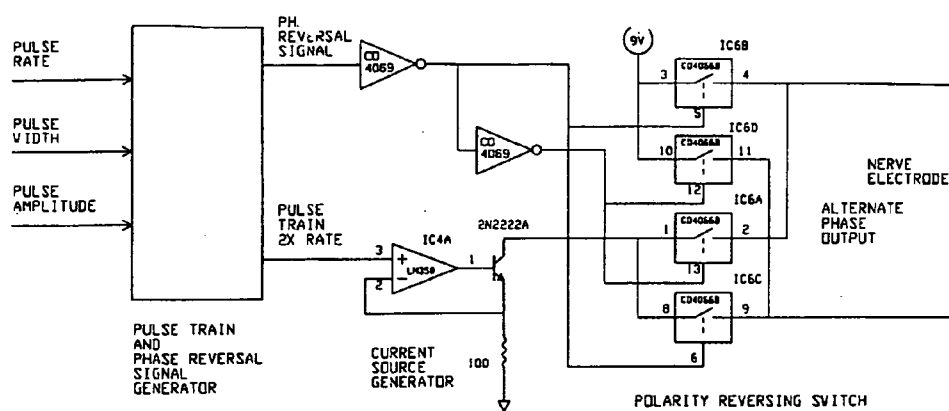 PULSE
RATE
PULSE
WIDTH
PULSE
AMPLITUDE
PH.
REVERSAL
SIGNAL
PULSE
TRAIN
2X RATE
PULSE TRAIN
AND
PHASE REVERSAL
SIGNAL
GENERATOR
CD
4069
CD
4069
IC4A
3
+
2
−
LM358
1
2N2222A
CURRENT
SOURCE
GENERATOR
100
9V
IC6B
CD4066B
3
4
5
IC6D
CD4066B
10
11
12
IC6A
CD4066B
1
2
13
IC6C
CD4066B
8
9
6
NERVE
ELECTRODE
ALTERNATE
PHASE
OUTPUT
POLARITY REVERSING SWITCH